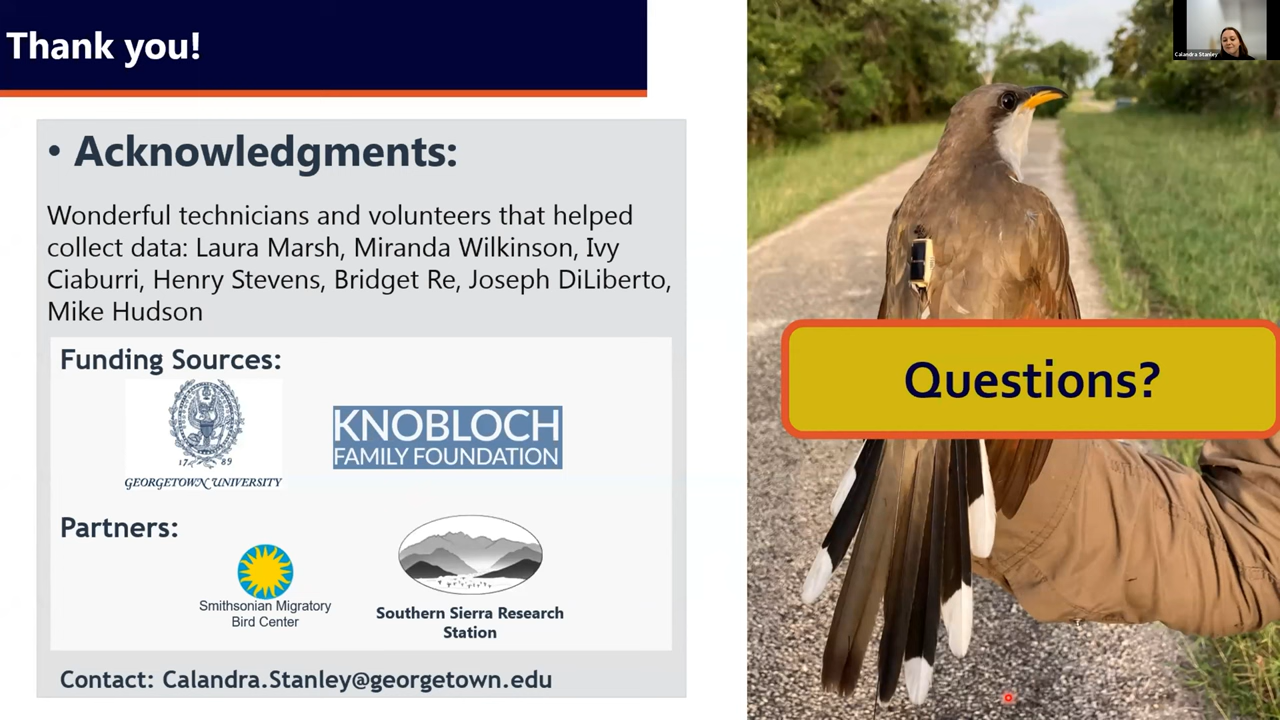 Thank you!
Calandra Stanley
• Acknowledgments:
Wonderful technicians and volunteers that helped
collect data: Laura Marsh, Miranda Wilkinson, Ivy
Ciaburri, Henry Stevens, Bridget Re, Joseph DiLiberto,
Mike Hudson
Funding Sources:
17 89
GEORGETOWN UNIVERSITY
KNOBLOCH
FAMILY FOUNDATION
Partners:
Smithsonian Migratory
Bird Center
Southern Sierra Research
Station
Contact: Calandra.Stanley@georgetown.edu
Questions?